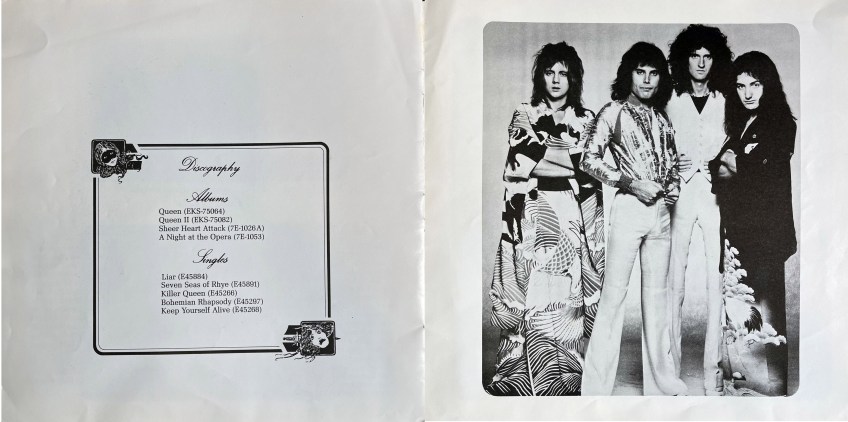 Discography
Albums
Queen (EKS-75064)
Queen II (EKS-75082)
Sheer Heart Attack (7E-1026A)
A Night at the Opera (7E-1053)
Singles
Liar (E45884)
Seven Seas of Rhye (E45891)
Killer Queen (E45266)
Bohemian Rhapsody (E45297)
Keep Yourself Alive (E45268)